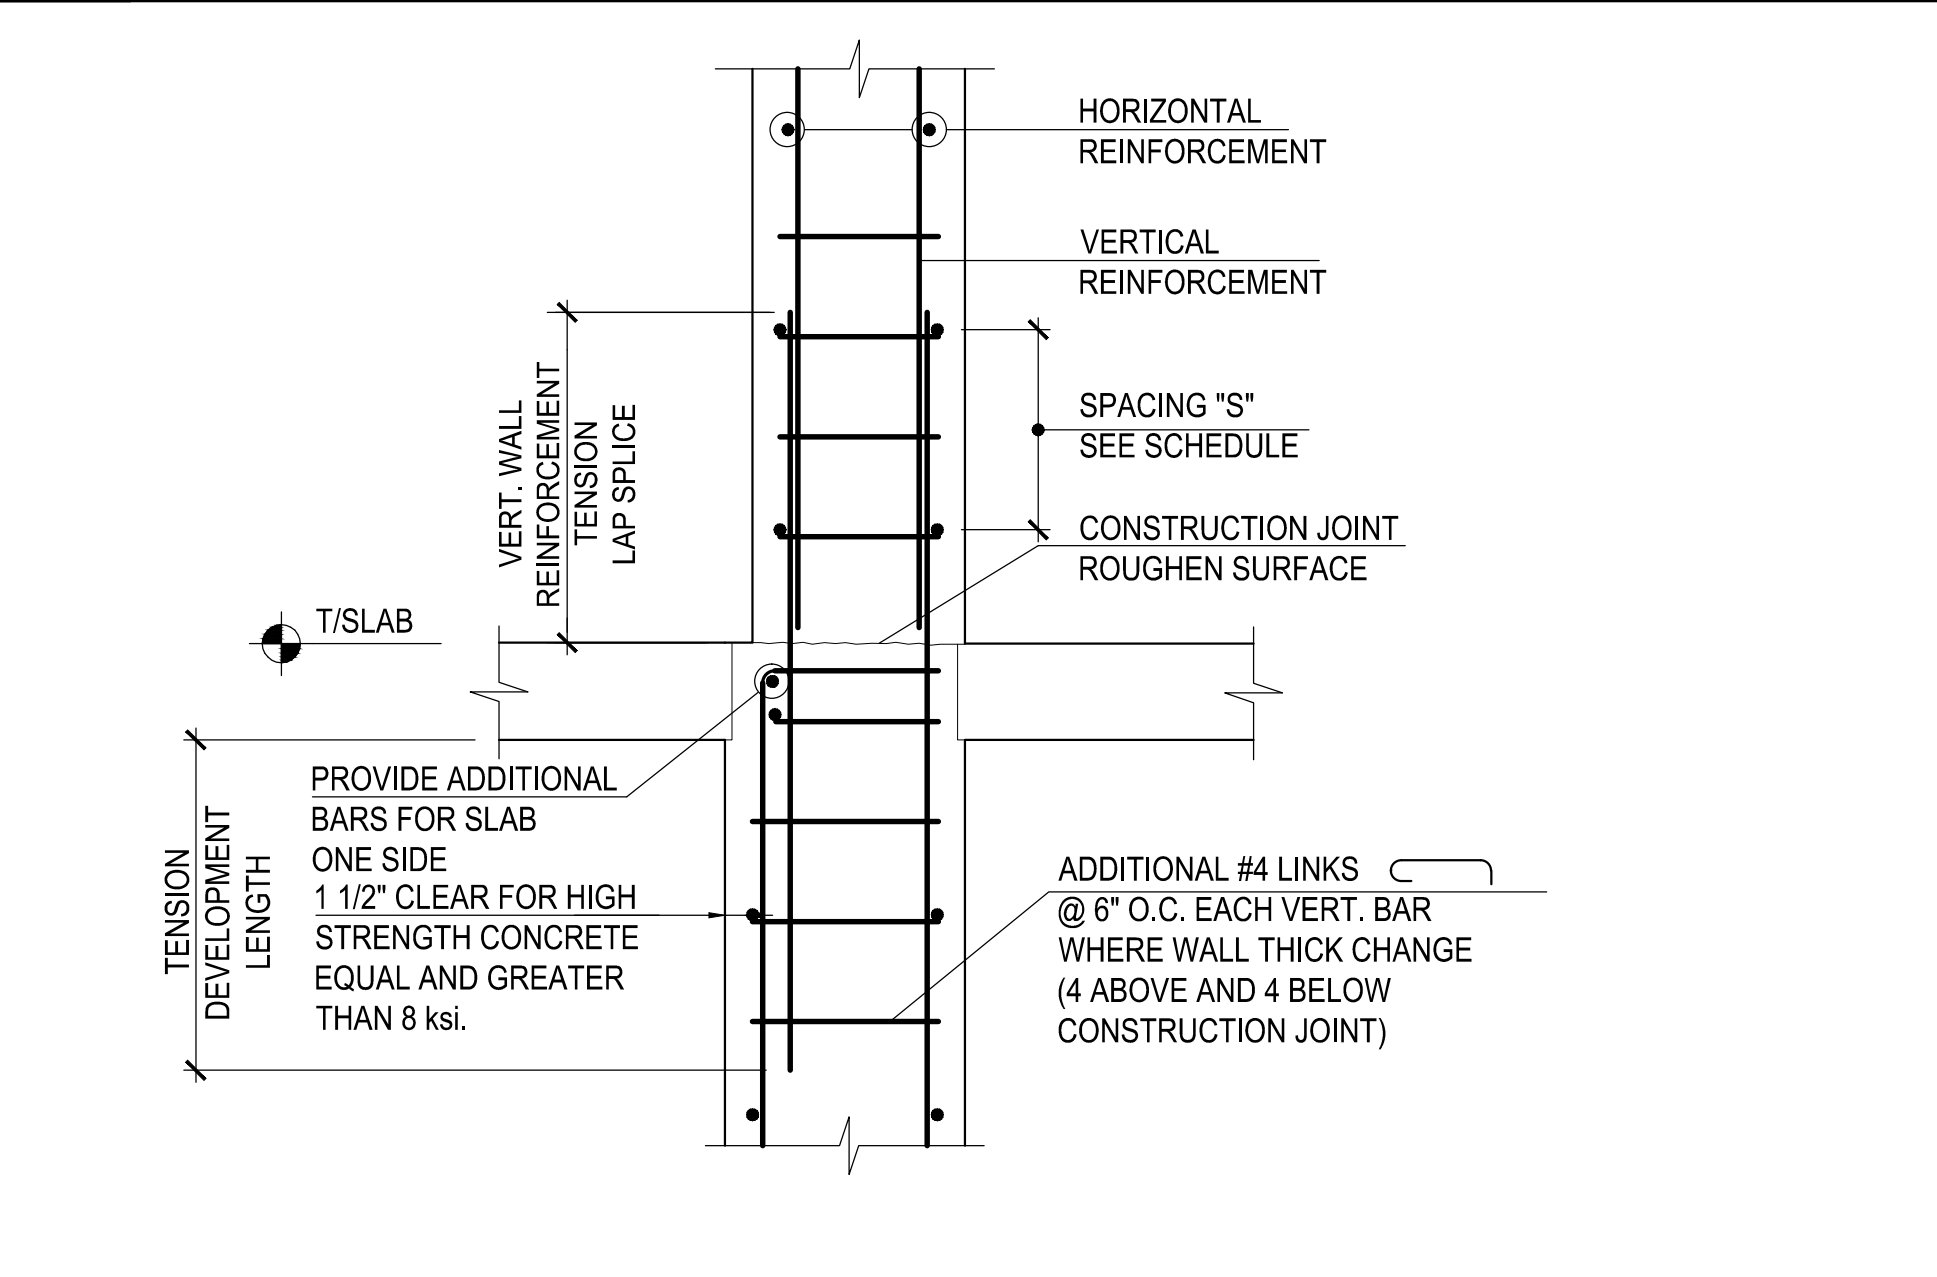 HORIZONTAL
REINFORCEMENT
VERTICAL
REINFORCEMENT
VERT. WALL
REINFORCEMENT
TENSION
LAP SPLICE
SPACING "S"
SEE SCHEDULE
CONSTRUCTION JOINT
ROUGHEN SURFACE
T/SLAB
TENSION
DEVELOPMENT
LENGTH
PROVIDE ADDITIONAL
BARS FOR SLAB
ONE SIDE
1 1/2" CLEAR FOR HIGH
STRENGTH CONCRETE
EQUAL AND GREATER
THAN 8 ksi.
ADDITIONAL #4 LINKS
@ 6" O.C. EACH VERT. BAR
WHERE WALL THICK CHANGE
(4 ABOVE AND 4 BELOW
CONSTRUCTION JOINT)